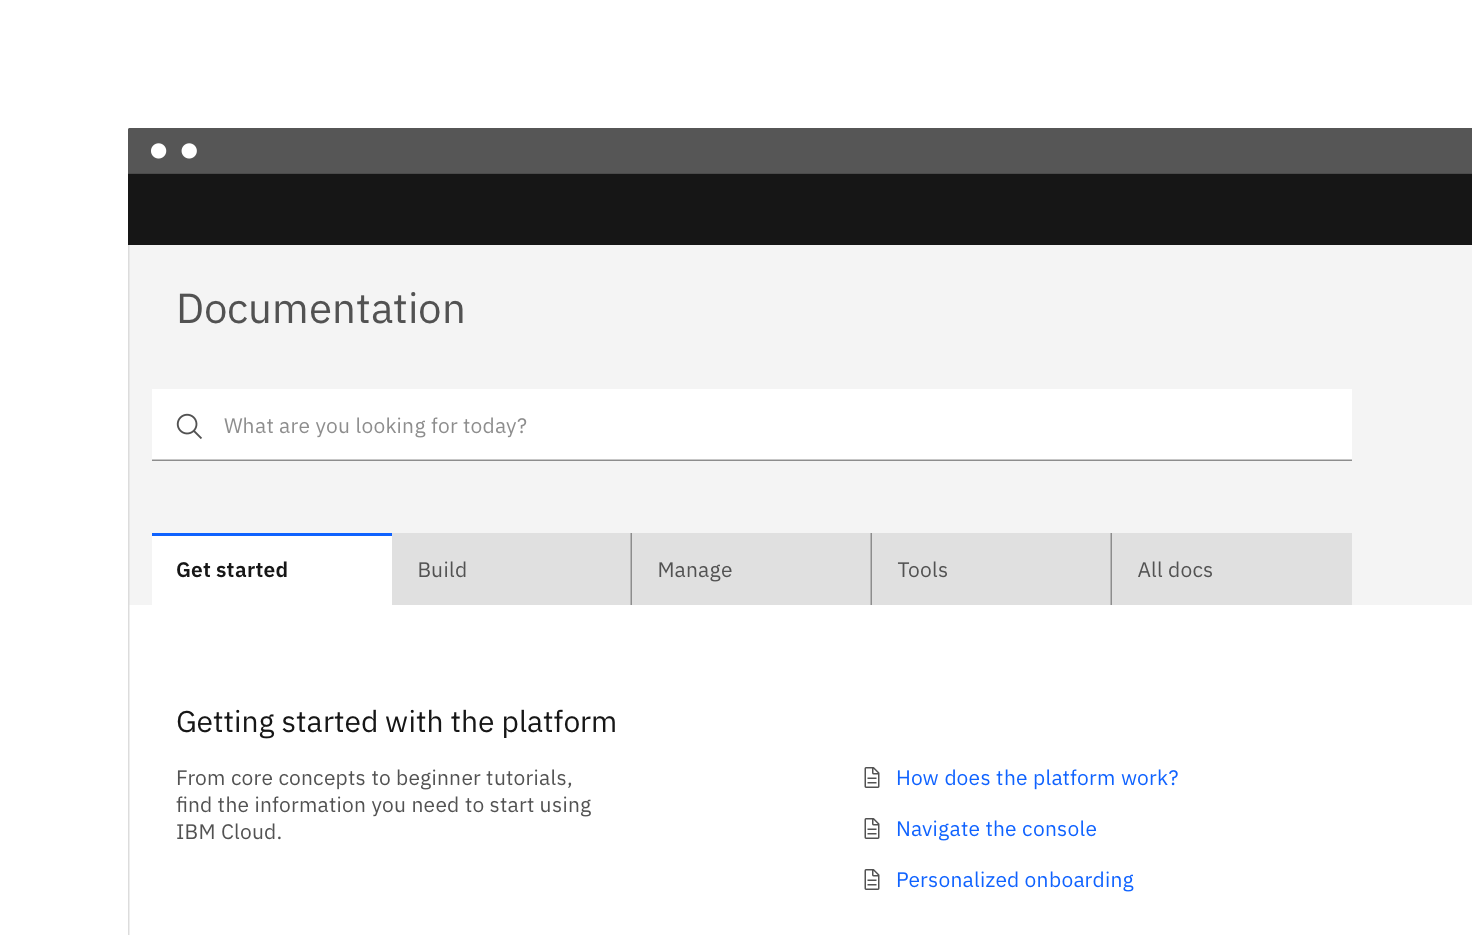 Documentation
What are you looking for today?
Get started
Build
Manage
Tools
All docs
Getting started with the platform
From core concepts to beginner tutorials,
find the information you need to start using
IBM Cloud.
How does the platform work?
Navigate the console
Personalized onboarding